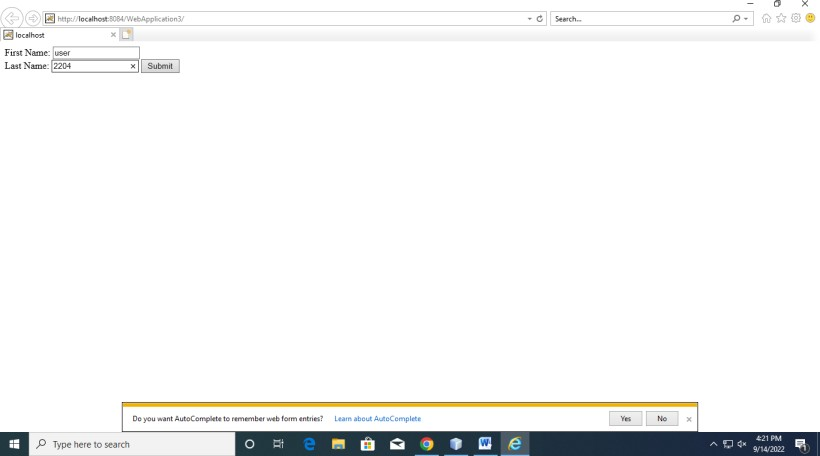 http://localhost:8084/WebApplication3/
Search...
localhost
First Name: user
Last Name: 2204 Submit
Do you want AutoComplete to remember web form entries? Learn about AutoComplete Yes No
Type here to search
4:21 PM
9/14/2022